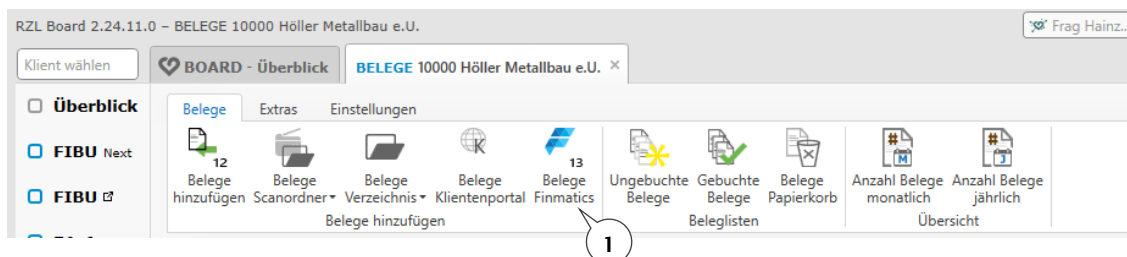 RZL Board 2.24.11.0 – BELEGE 10000 Höller Metallbau e.U.
Frag Hainz..
Klient wählen
BOARD - Überblick
BELEGE 10000 Höller Metallbau e.U. ×
Überblick
FIBU Next
FIBU
Belege Extras Einstellungen
12
K
13
#
M
#
J
Belege hinzufügen
Belege Scanordner
Belege Verzeichnis
Belege Klientenportal
Belege Finmatics
Ungebuchte Belege
Gebuchte Belege
Belege Papierkorb
Anzahl Belege monatlich
Anzahl Belege jährlich
Belege hinzufügen
Beleglisten
Übersicht
1